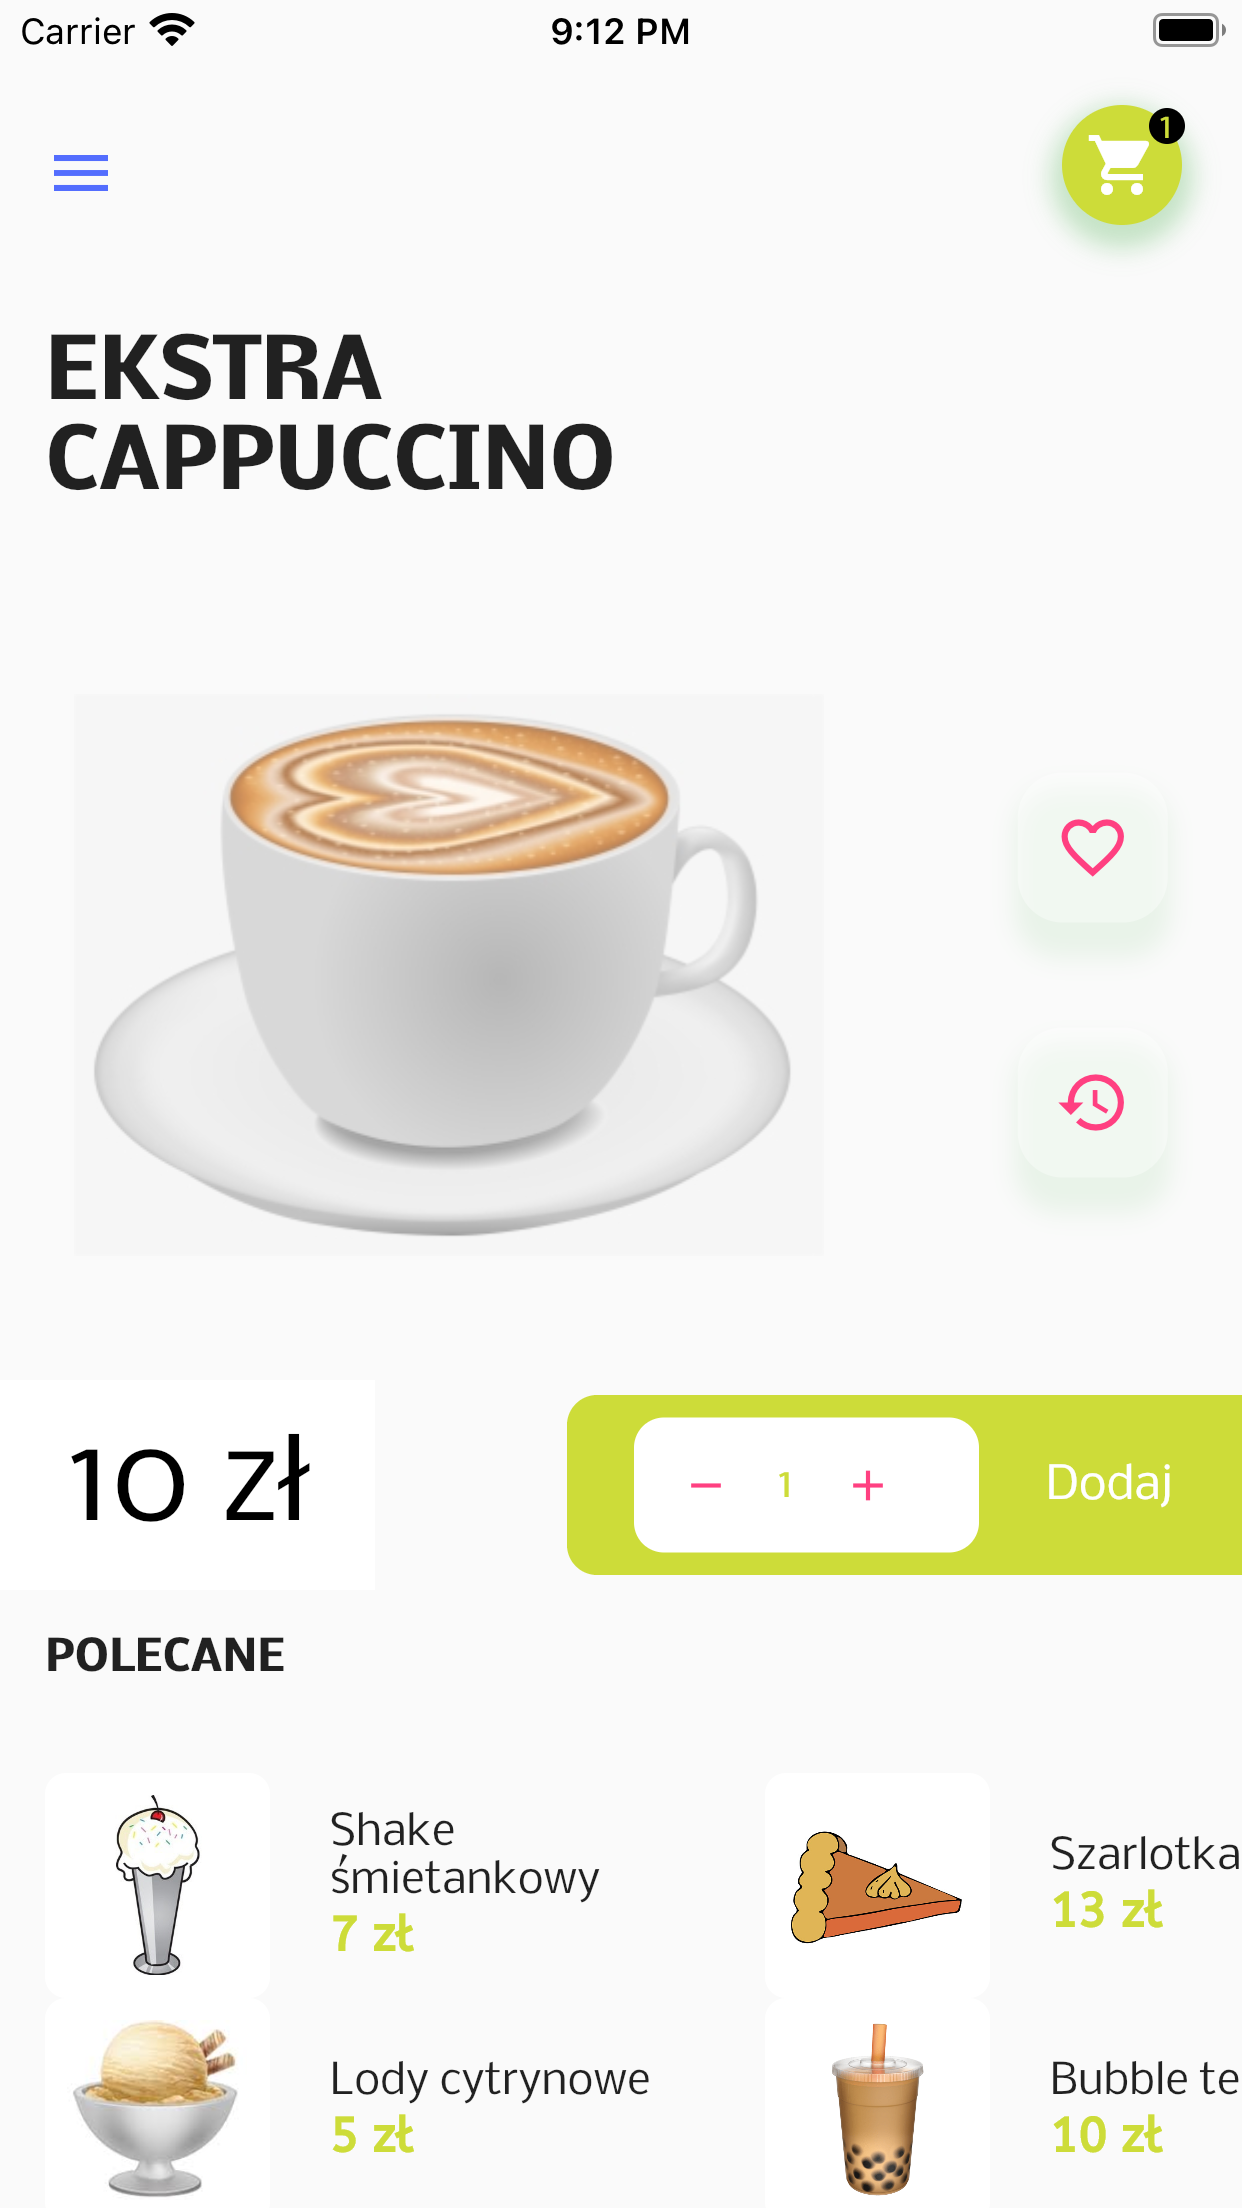 Carrier 9:12 PM
1
EKSTRA
CAPPUCCINO
10 zł
1 Dodaj
POLECANE
Shake
śmietankowy
7 zł
Szarlotka
13 zł
Lody cytrynowe
5 zł
Bubble te
10 zł